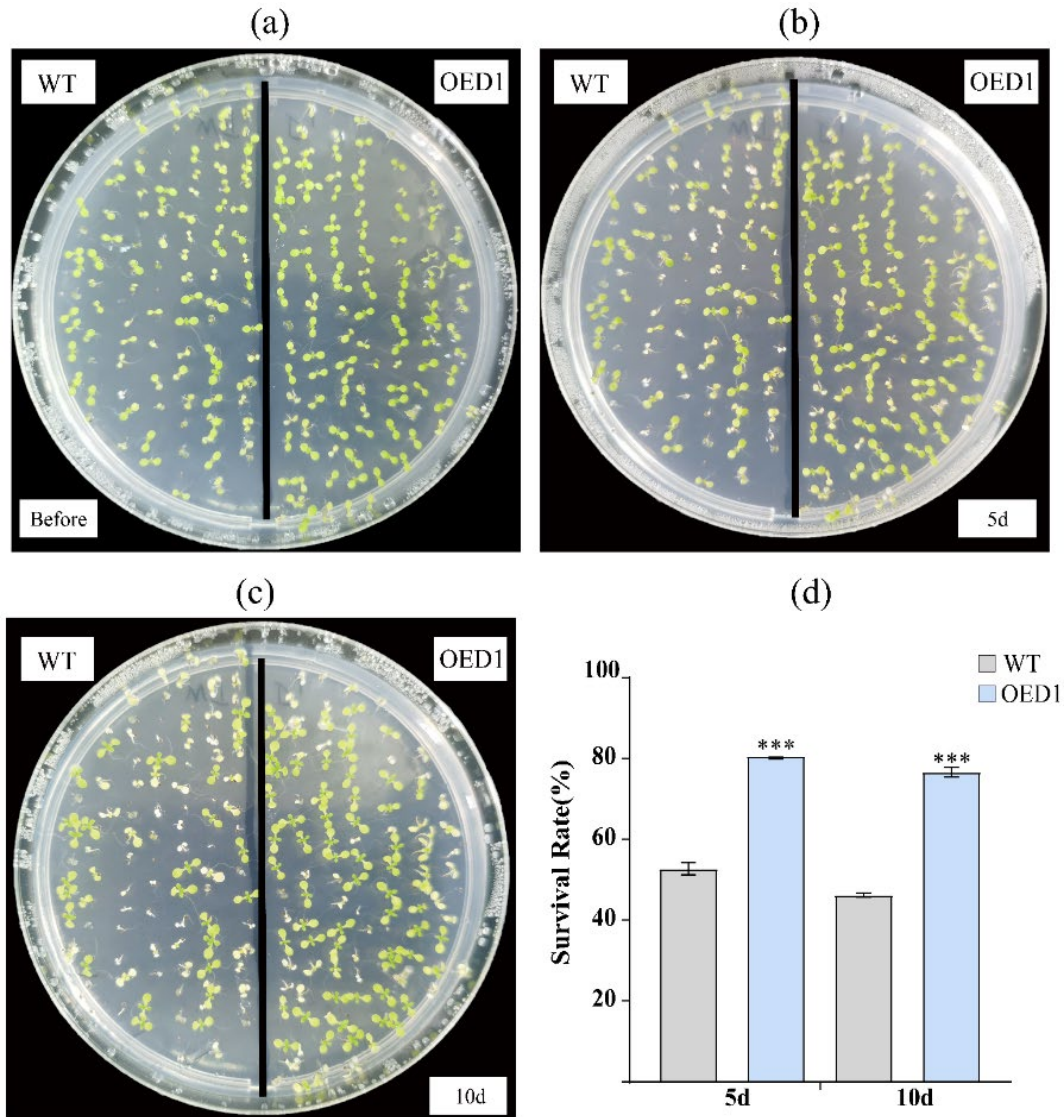 (a)
(b)
WT
OED1
WT
OED1
Before
5d
(c)
(d)
WT
OED1
10d
WT
OED1
100
80
60
40
20
Survival Rate(%)
***
***
5d
10d